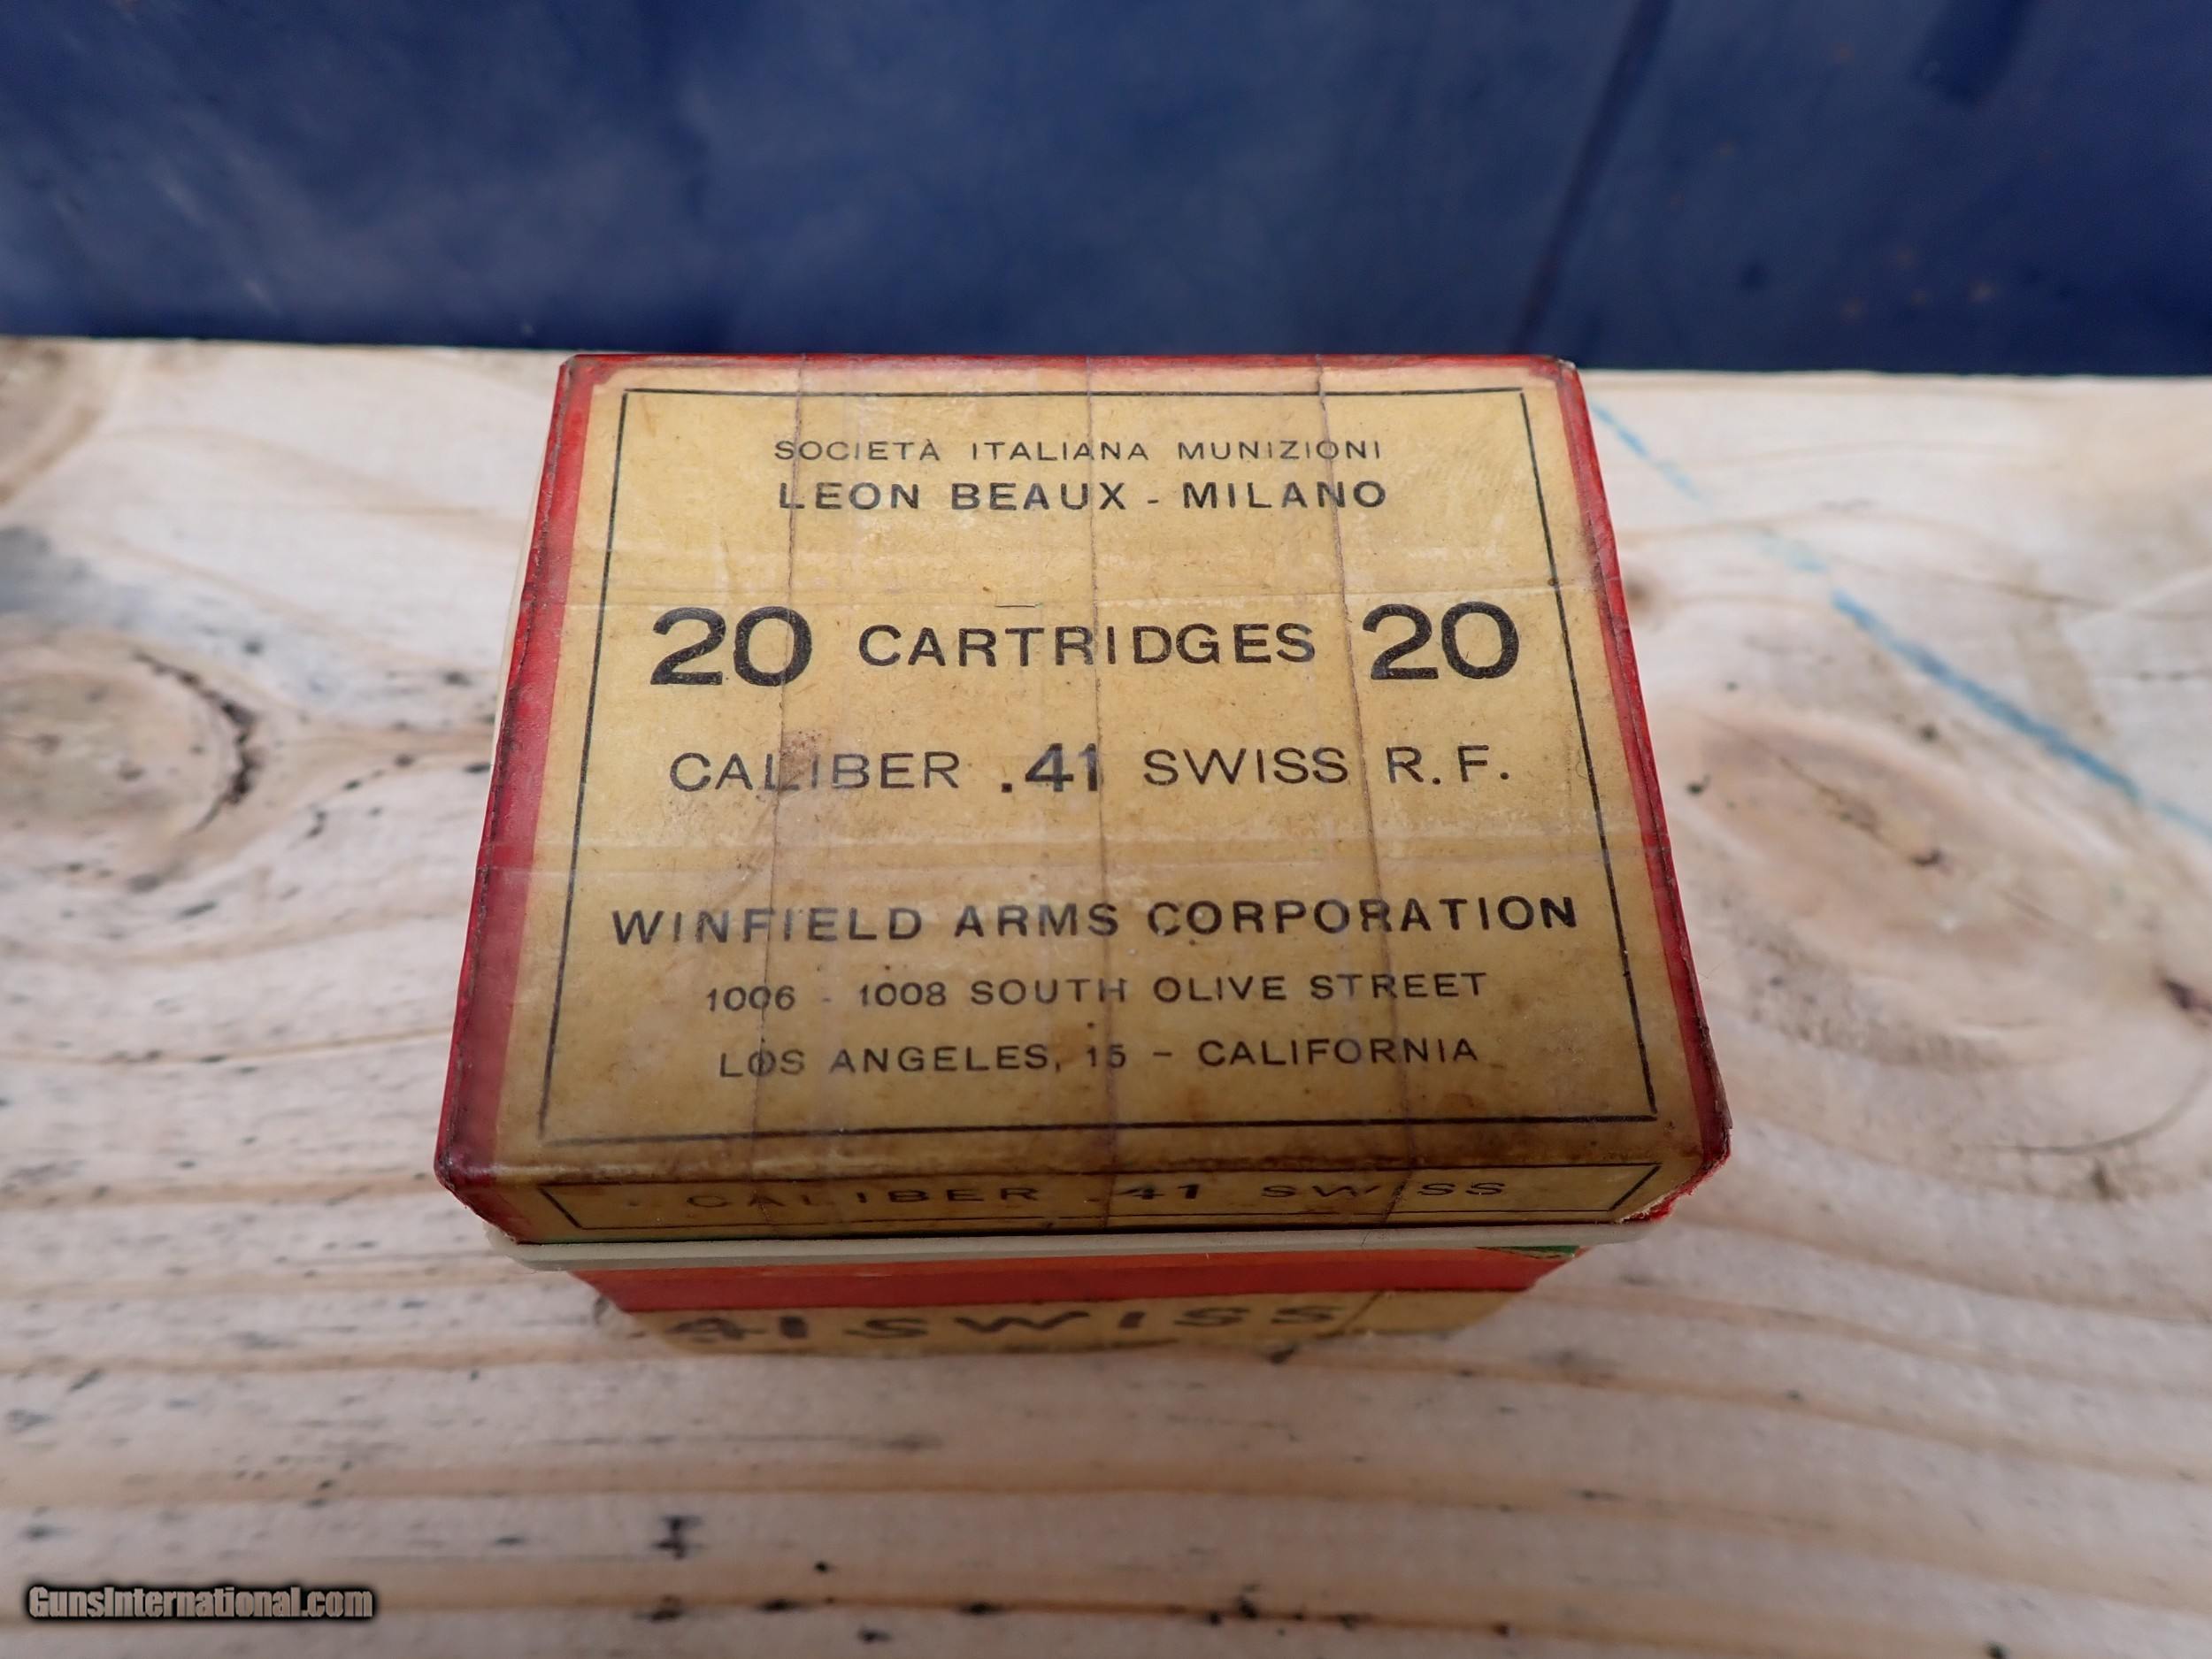 SOCIETÀ ITALIANA MUNIZIONI
LEON BEAUX - MILANO
20 CARTRIDGES 20
CALIBER .41 SWISS R. F.
WINFIELD ARMS CORPORATION
1006 - 1008 SOUTH OLIVE STREET
LOS ANGELES, 15 - CALIFORNIA
CALIBER .41 SWISS
.41 SWISS
GunsInternational.com